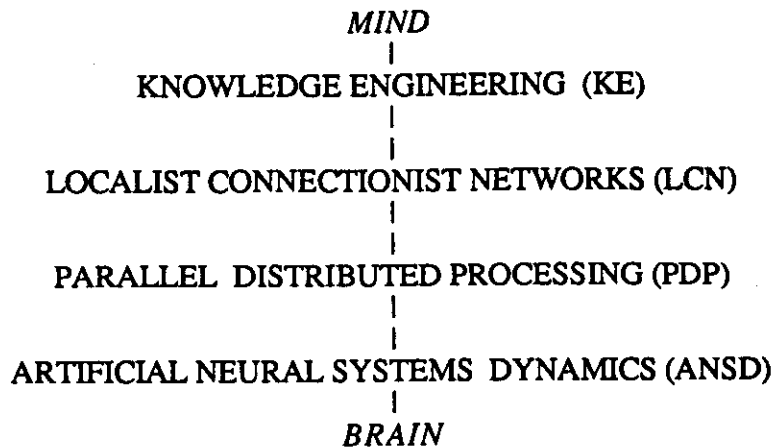 MIND
KNOWLEDGE ENGINEERING (KE)
LOCALIST CONNECTIONIST NETWORKS (LCN)
PARALLEL DISTRIBUTED PROCESSING (PDP)
ARTIFICIAL NEURAL SYSTEMS DYNAMICS (ANSD)
BRAIN